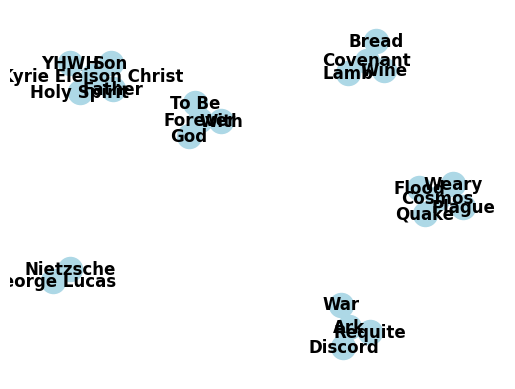 Bread
Covenant
Lamb
Wine
YHWH
Son
Kyrie Eleison Christ
Holy Spirit
Father
To Be
Forever
With
God
Flood
Weary
Cosmos
Quake
Plague
Nietzsche
eorge Lucas
War
Ark
Requite
Discord